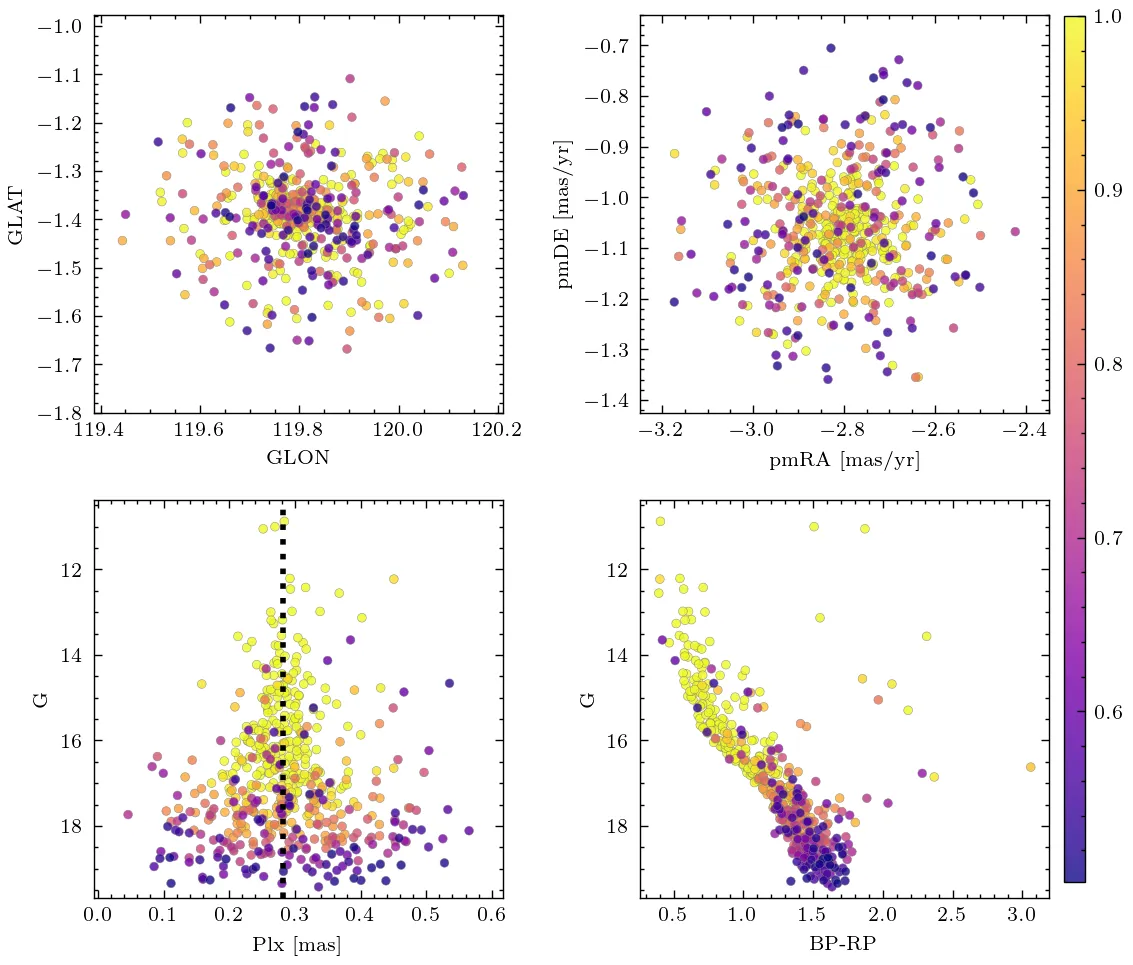 −1.0
−1.1
−1.2
−1.3
−1.4
−1.5
−1.6
−1.7
−1.8
GLAT
119.4 119.6 119.8 120.0 120.2
GLON
−0.7
−0.8
−0.9
−1.0
−1.1
−1.2
−1.3
−1.4
pmDE [mas/yr]
−3.2 −3.0 −2.8 −2.6 −2.4
pmRA [mas/yr]
1.0
0.9
0.8
0.7
0.6
12
14
16
18
G
0.0 0.1 0.2 0.3 0.4 0.5 0.6
Plx [mas]
12
14
16
18
G
0.5 1.0 1.5 2.0 2.5 3.0
BP-RP